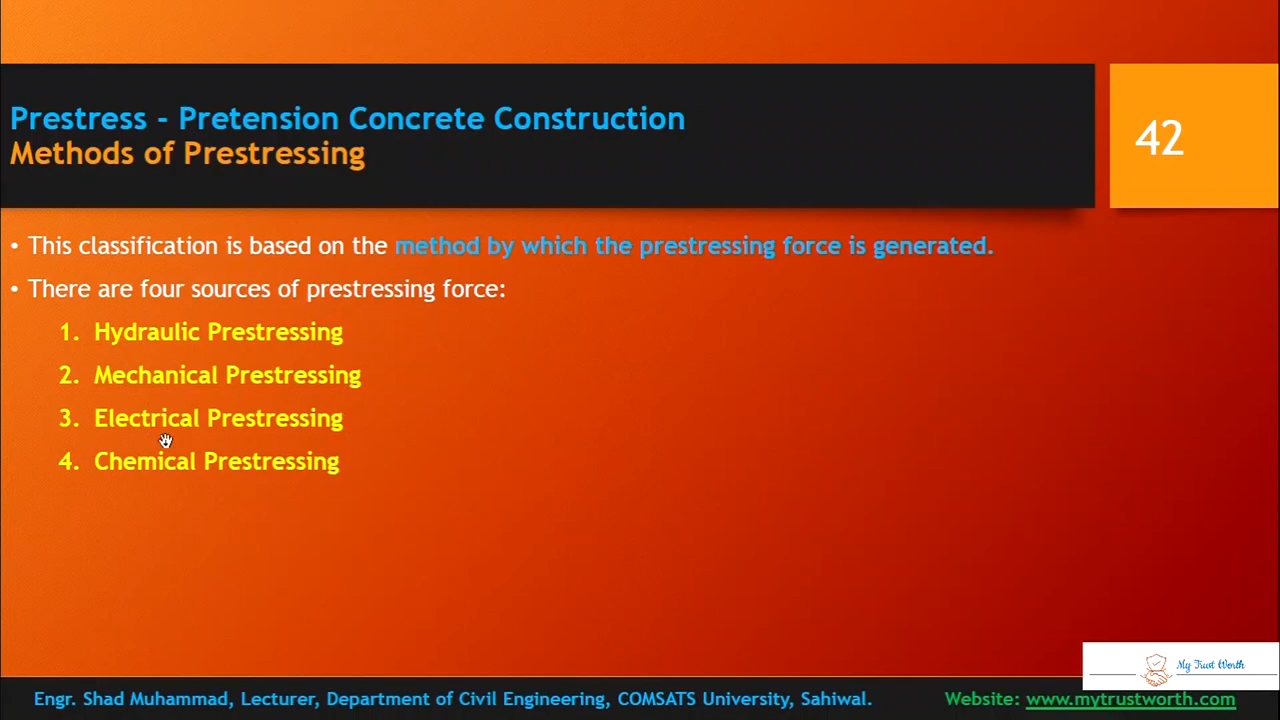 Prestress - Pretension Concrete Construction
Methods of Prestressing
42
• This classification is based on the method by which the prestressing force is generated.
• There are four sources of prestressing force:
1. Hydraulic Prestressing
2. Mechanical Prestressing
3. Electrical Prestressing
4. Chemical Prestressing
My Trust Worth
Engr. Shad Muhammad, Lecturer, Department of Civil Engineering, COMSATS University, Sahiwal.
Website: www.mytrustworth.com